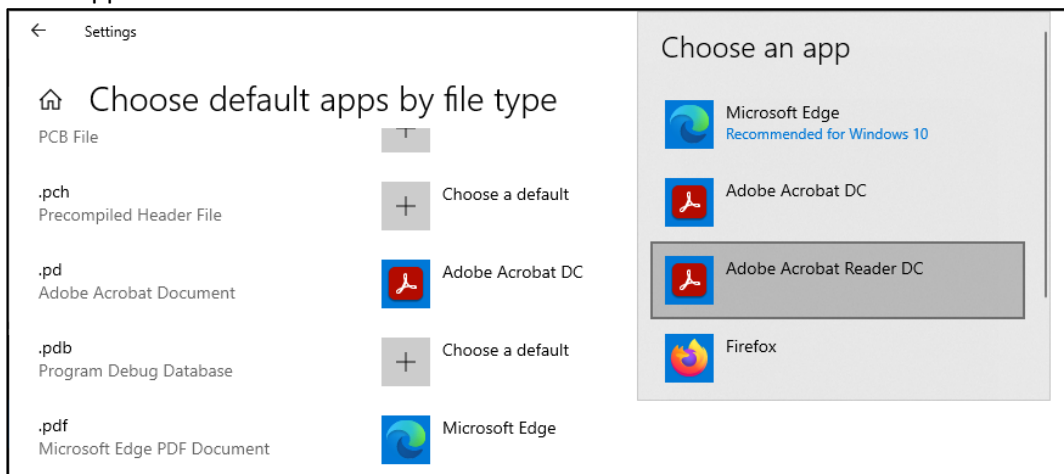 Settings
Choose default apps by file type
PCB File
.pch
Precompiled Header File
Choose a default
.pd
Adobe Acrobat Document
Adobe Acrobat DC
.pdb
Program Debug Database
Choose a default
.pdf
Microsoft Edge PDF Document
Microsoft Edge
Choose an app
Microsoft Edge
Recommended for Windows 10
Adobe Acrobat DC
Adobe Acrobat Reader DC
Firefox